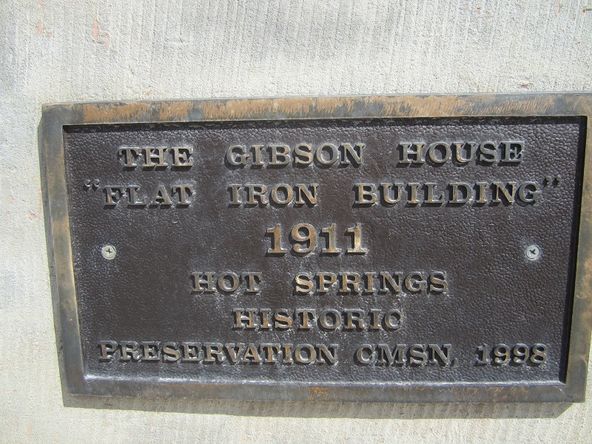 THE GIBSON HOUSE
"FLAT IRON BUILDING"
1911
HOT SPRINGS
HISTORIC
PRESERVATION CMSN. 1998